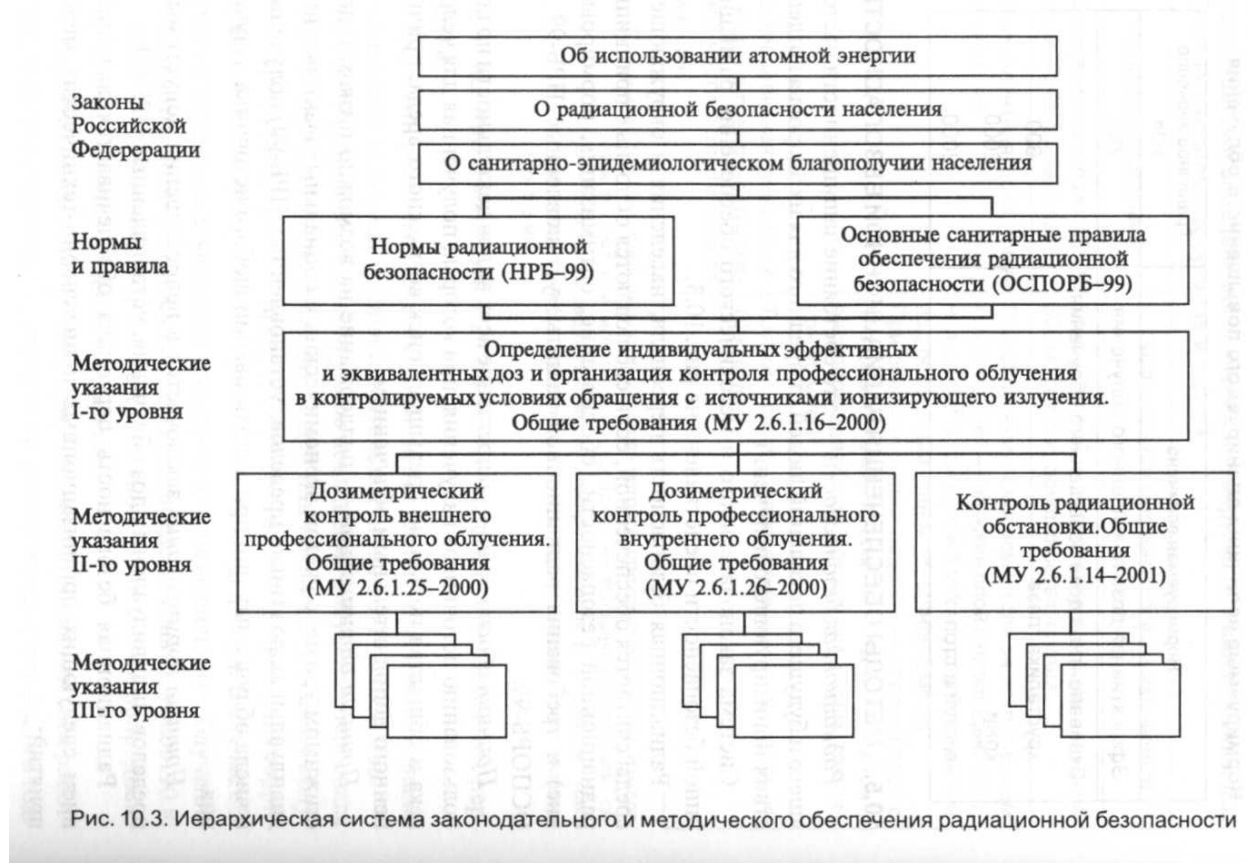 Об использовании атомной энергии
Законы
Российской
Федерерации
О радиационной безопасности населения
О санитарно-эпидемиологическом благополучии населения
Нормы
и правила
Нормы радиационной
безопасности (НРБ–99)
Основные санитарные правила
обеспечения радиационной
безопасности (ОСПОРБ–99)
Методические
указания
I-го уровня
Определение индивидуальных эффективных
и эквивалентных доз и организация контроля профессионального облучения
в контролируемых условиях обращения с источниками ионизирующего излучения.
Общие требования (МУ 2.6.1.16–2000)
Методические
указания
II-го уровня
Дозиметрический
контроль внешнего
профессионального облучения.
Общие требования
(МУ 2.6.1.25–2000)
Дозиметрический
контроль профессионального
внутреннего облучения.
Общие требования
(МУ 2.6.1.26–2000)
Контроль радиационной
обстановки.Общие
требования
(МУ 2.6.1.14–2001)
Методические
указания
III-го уровня
Рис. 10.3. Иерархическая система законодательного и методического обеспечения радиационной безопасности